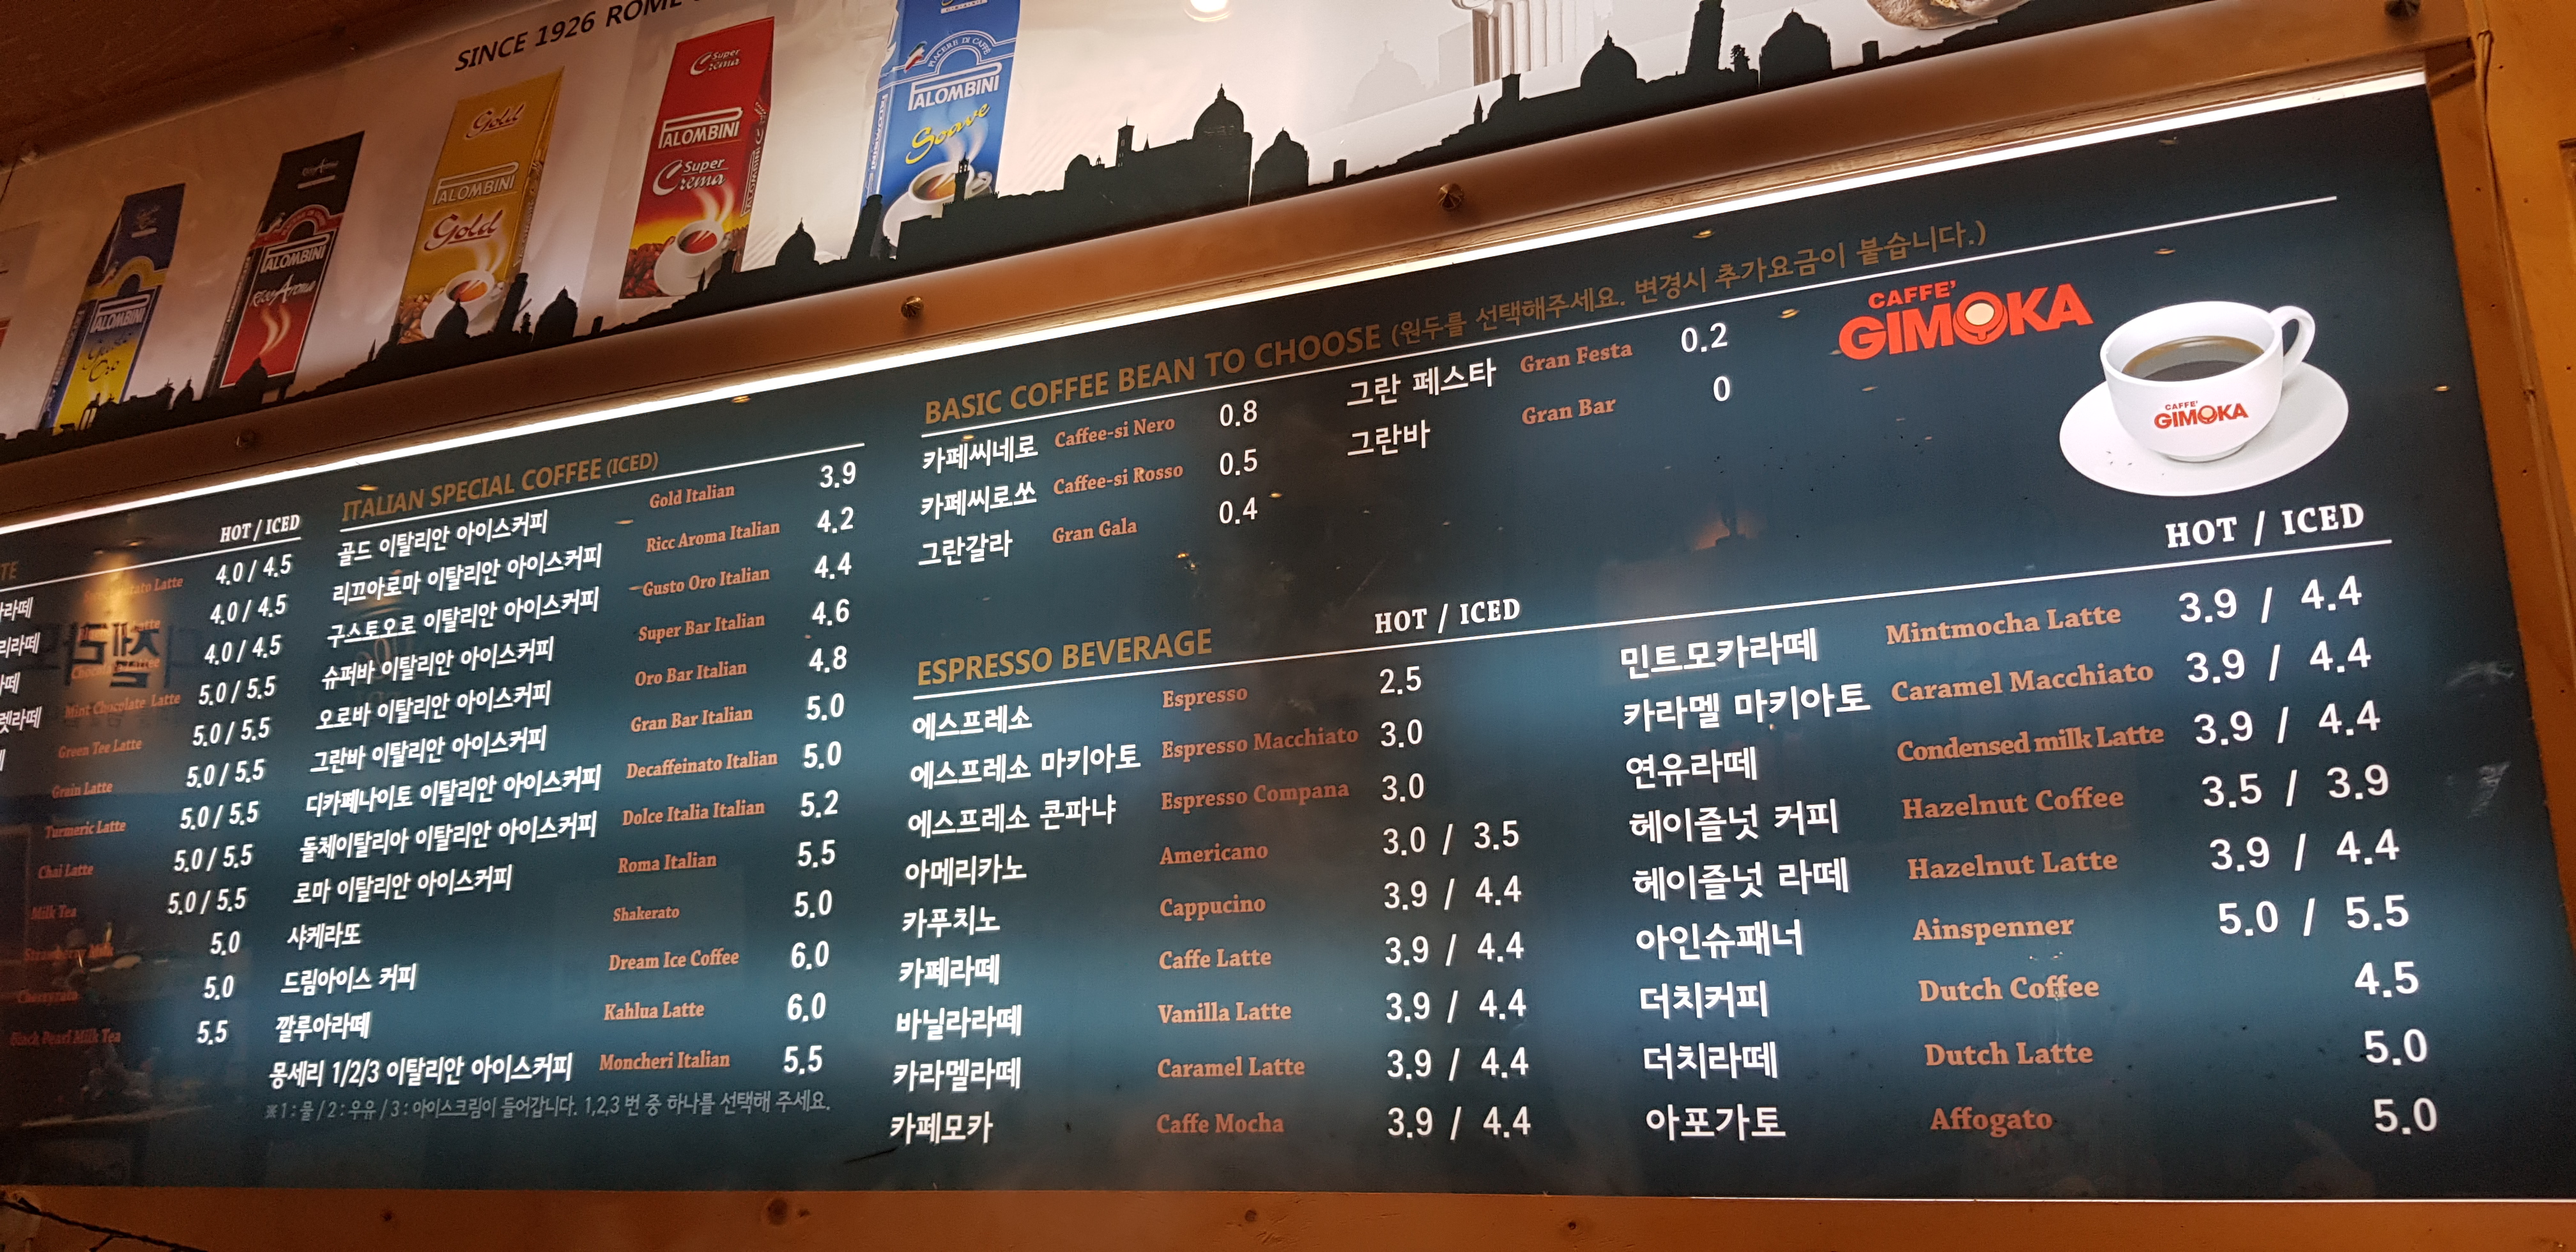 SINCE 1926 ROME
PALOMBINI
PALOMBINI
Gold
PALOMBINI
Gold
Super Crema
PALOMBINI
Super Crema
PIACERE DI CAFFÈ
PALOMBINI
Soave
HOT / ICED
4.0 / 4.5
4.0 / 4.5
4.0 / 4.5
Mint Chocolate Latte 5.0 / 5.5
Green Tee Latte 5.0 / 5.5
Grain Latte 5.0 / 5.5
Turmeric Latte 5.0 / 5.5
Chai Latte 5.0 / 5.5
Milk Tea 5.0 / 5.5
5.0
5.0
Black Pearl Milk Tea 5.5
ITALIAN SPECIAL COFFEE (ICED)
골드 이탈리안 아이스커피 Gold Italian 3.9
리끄아로마 이탈리안 아이스커피 Ricc Aroma Italian 4.2
구스토오로 이탈리안 아이스커피 Gusto Oro Italian 4.4
슈퍼바 이탈리안 아이스커피 Super Bar Italian 4.6
오로바 이탈리안 아이스커피 Oro Bar Italian 4.8
그란바 이탈리안 아이스커피 Gran Bar Italian 5.0
디카페나이토 이탈리안 아이스커피 Decaffeinato Italian 5.0
돌체이탈리아 이탈리안 아이스커피 Dolce Italia Italian 5.2
로마 이탈리안 아이스커피 Roma Italian 5.5
샤케라또 Shakerato 5.0
드림아이스 커피 Dream Ice Coffee 6.0
깔루아라떼 Kahlua Latte 6.0
몽세리 1/2/3 이탈리안 아이스커피 Moncheri Italian 5.5
※1 : 물 / 2 : 우유 / 3 : 아이스크림이 들어갑니다. 1,2,3 번 중 하나를 선택해 주세요.
BASIC COFFEE BEAN TO CHOOSE (원두를 선택해주세요. 변경시 추가요금이 붙습니다.)
카페씨네로 Caffee-si Nero 0.8
카페씨로쏘 Caffee-si Rosso 0.5
그란갈라 Gran Gala 0.4
그란 페스타 Gran Festa 0.2
그란바 Gran Bar 0
CAFFE'
GIMOKA
CAFFE'
GIMOKA
ESPRESSO BEVERAGE HOT / ICED
에스프레소 Espresso 2.5
에스프레소 마키아토 Espresso Macchiato 3.0
에스프레소 콘파냐 Espresso Compana 3.0
아메리카노 Americano 3.0 / 3.5
카푸치노 Cappucino 3.9 / 4.4
카페라떼 Caffe Latte 3.9 / 4.4
바닐라라떼 Vanilla Latte 3.9 / 4.4
카라멜라떼 Caramel Latte 3.9 / 4.4
카페모카 Caffe Mocha 3.9 / 4.4
HOT / ICED
민트모카라떼 Mintmocha Latte 3.9 / 4.4
카라멜 마키아토 Caramel Macchiato 3.9 / 4.4
연유라떼 Condensed milk Latte 3.9 / 4.4
헤이즐넛 커피 Hazelnut Coffee 3.5 / 3.9
헤이즐넛 라떼 Hazelnut Latte 3.9 / 4.4
아인슈패너 Ainspenner 5.0 / 5.5
더치커피 Dutch Coffee 4.5
더치라떼 Dutch Latte 5.0
아포가토 Affogato 5.0